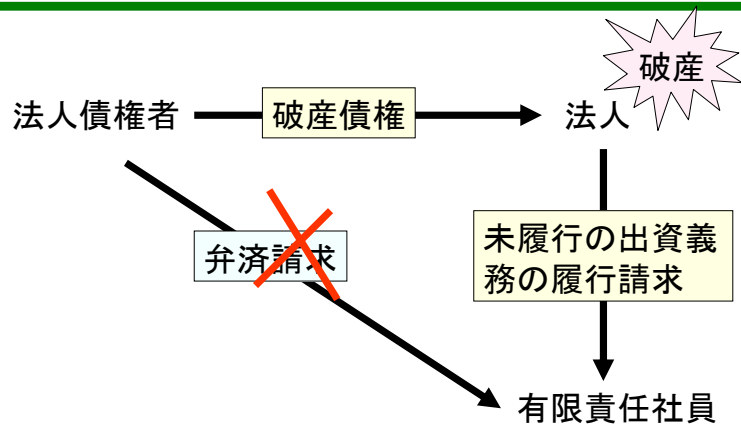 破産
法人債権者
破産債権
法人
弁済請求
未履行の出資義
務の履行請求
有限責任社員